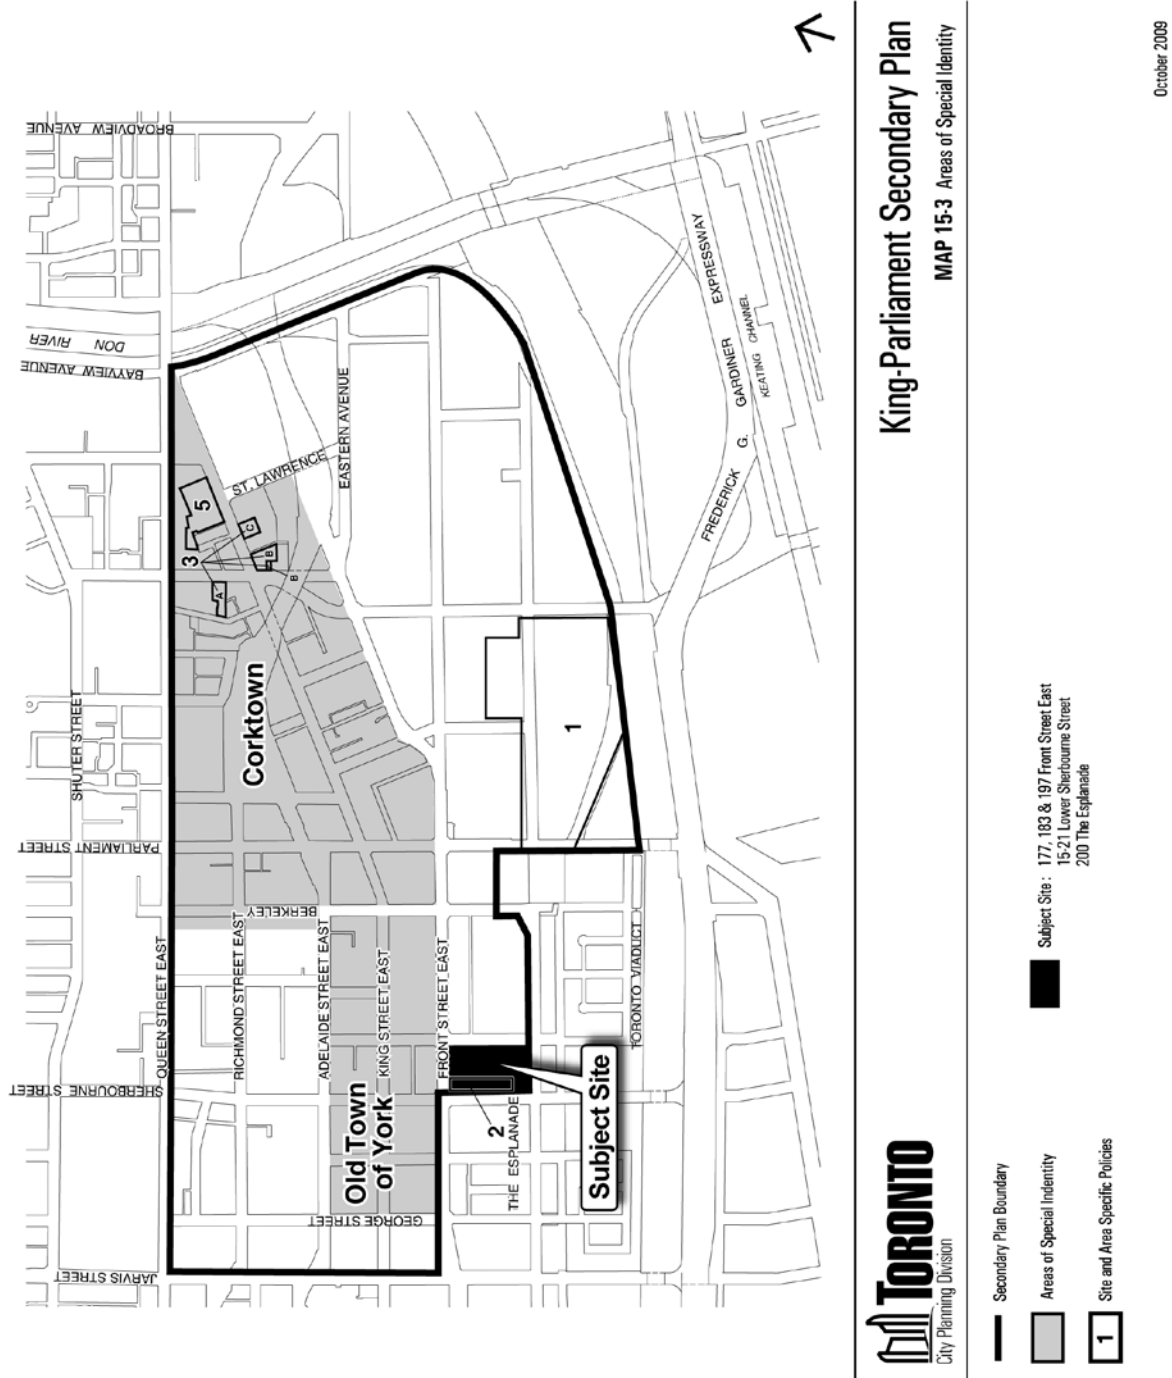 BROADVIEW AVENUE
DON RIVER
BAYVIEW AVENUE
SHUTER STREET
PARLIAMENT STREET
SHERBOURNE STREET
JARVIS STREET
QUEEN STREET EAST
RICHMOND STREET EAST
ADELAIDE STREET EAST
KING STREET EAST
FRONT STREET EAST
BERKELEY
GEORGE STREET
THE ESPLANADE
TORONTO VIADUCT
EASTERN AVENUE
ST. LAWRENCE
FREDERICK G. GARDINER EXPRESSWAY
KEATING CHANNEL
Corktown
Old Town
of York
Subject Site
1
2
3
5
A
B
B
C
TORONTO
City Planning Division
King-Parliament Secondary Plan
MAP 15-3 Areas of Special Identity
Secondary Plan Boundary
Areas of Special Indentity
1
Site and Area Specific Policies
Subject Site : 177, 183 & 197 Front Street East
15-21 Lower Sherbourne Street
200 The Esplanade
October 2009